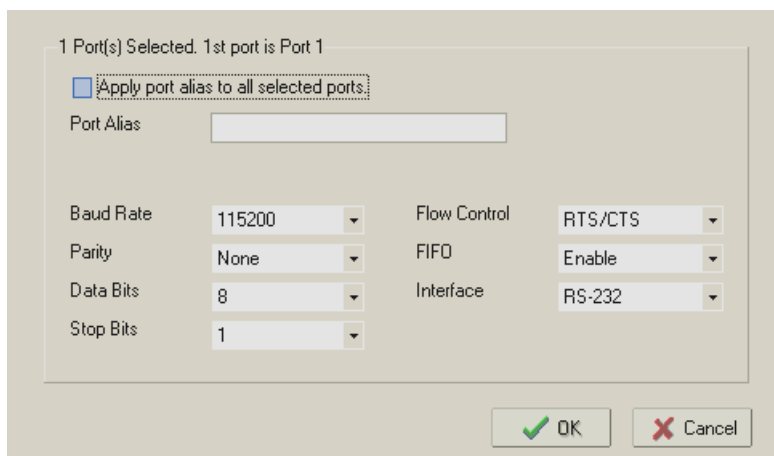 1 Port(s) Selected. 1st port is Port 1
Apply port alias to all selected ports.
Port Alias
Baud Rate 115200 Flow Control RTS/CTS
Parity None FIFO Enable
Data Bits 8 Interface RS-232
Stop Bits 1
OK Cancel